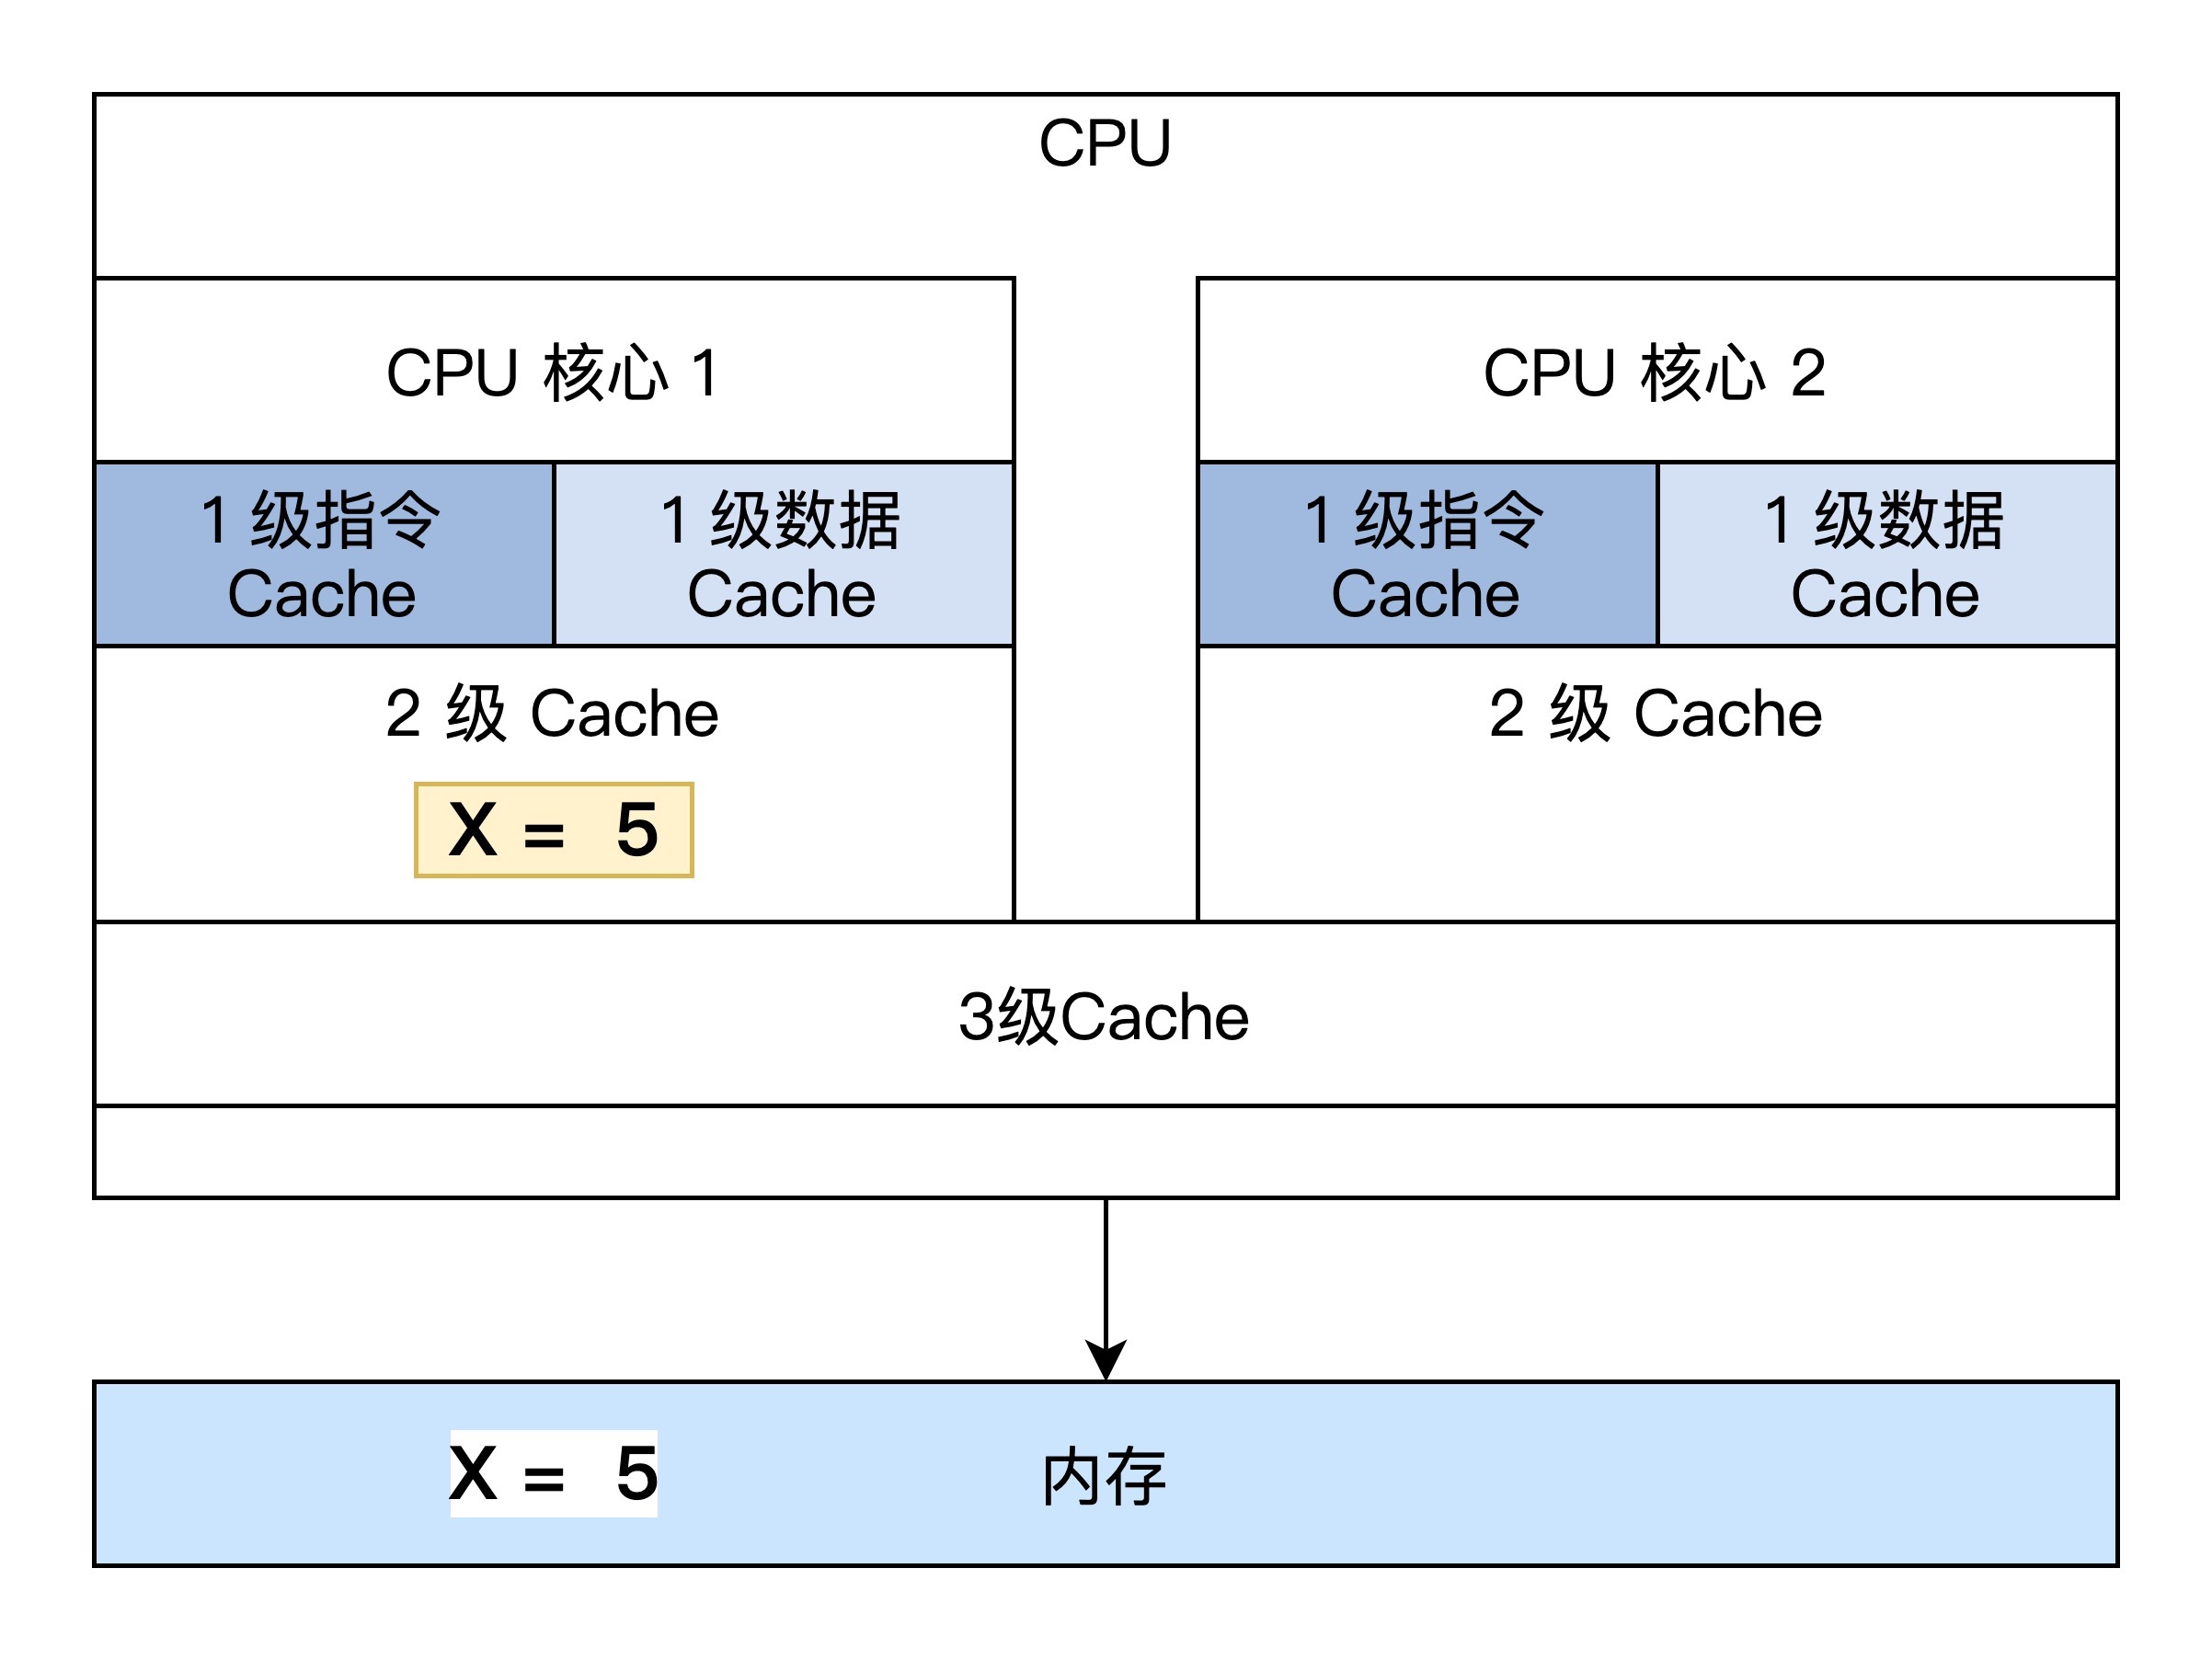 CPU
CPU 核心 1
CPU 核心 2
1 级指令
Cache
1 级数据
Cache
1 级指令
Cache
1 级数据
Cache
2 级 Cache
X = 5
2 级 Cache
3级Cache
X = 5
内存